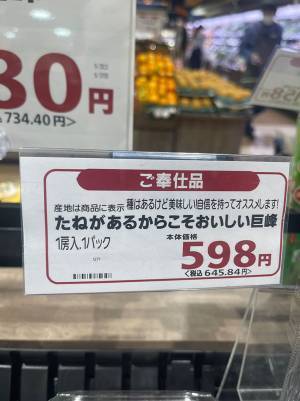 80円
734.40円>
ご奉仕品
産地は商品に表示 種はあるけど美味しい!自信を持ってオススメします!
たねがあるからこそおいしい巨峰
1房入、1パック
本体価格
598円
<税込645.84円>